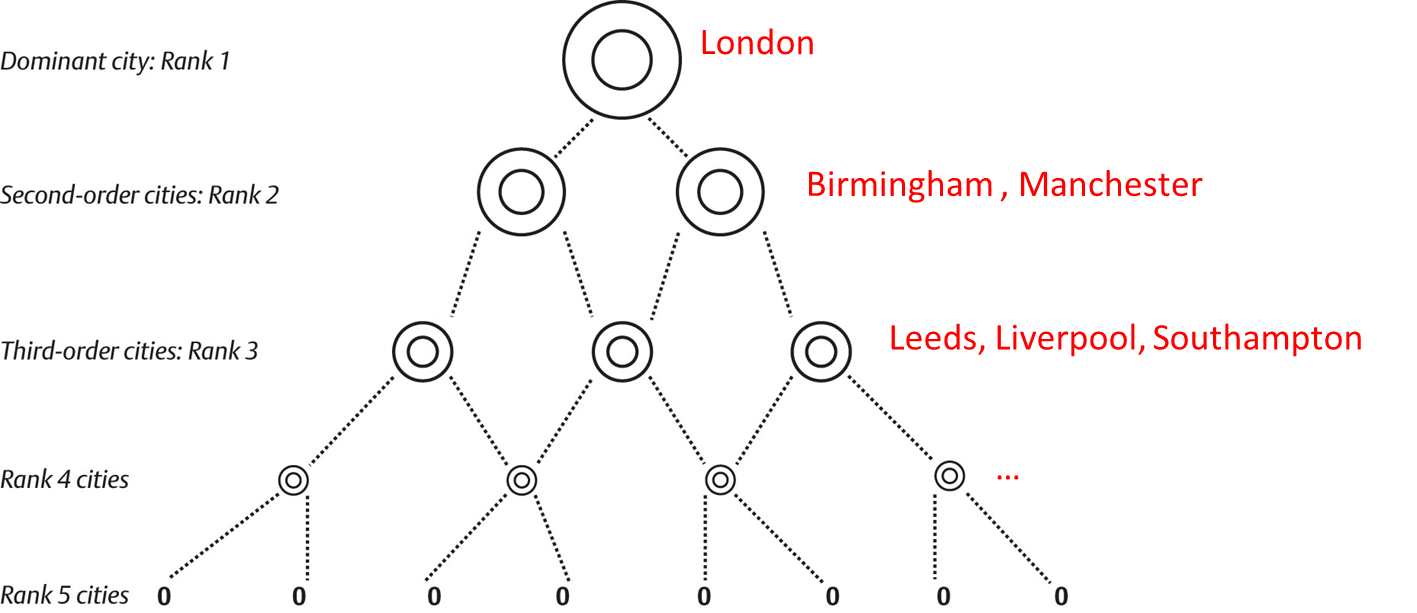 Dominant city: Rank 1
London
Second-order cities: Rank 2
Birmingham , Manchester
Third-order cities: Rank 3
Leeds, Liverpool, Southampton
Rank 4 cities
...
Rank 5 cities 0 0 0 0 0 0 0 0